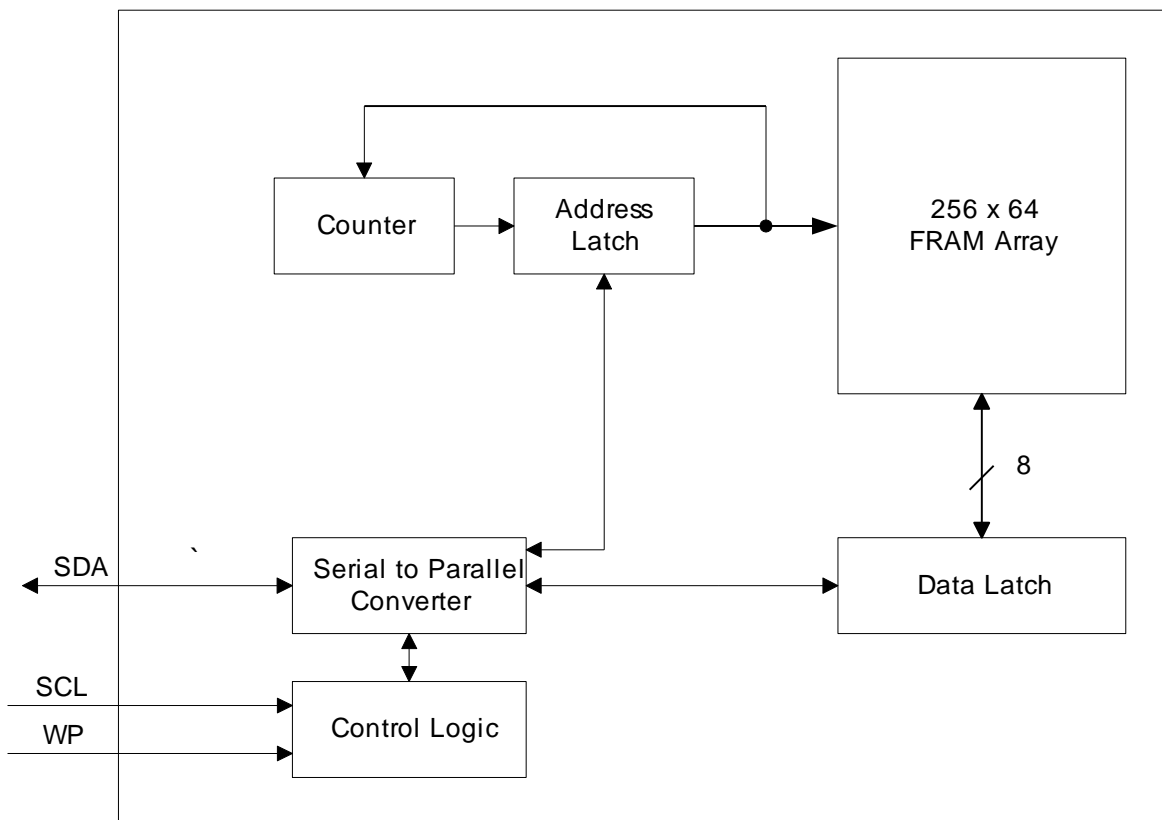 Counter
Address
Latch
256 x 64
FRAM Array
8
SDA
`
Serial to Parallel
Converter
Data Latch
SCL
WP
Control Logic